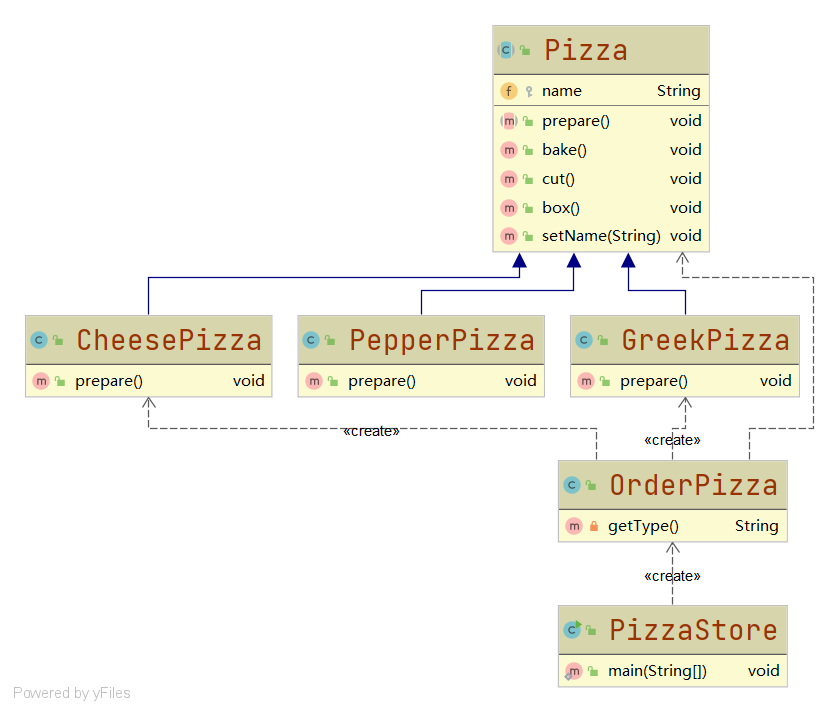 Pizza
name String
prepare() void
bake() void
cut() void
box() void
setName(String) void
CheesePizza
prepare() void
PepperPizza
prepare() void
GreekPizza
prepare() void
«create»
«create»
OrderPizza
getType() String
«create»
PizzaStore
main(String[]) void
Powered by yFiles